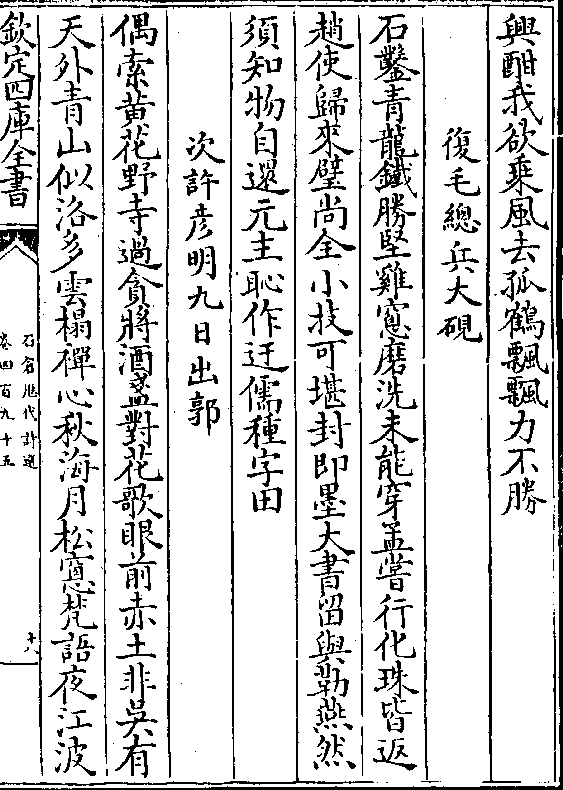 興酣我欲乗風去孤鶴飄飄力不勝
復毛總兵大硯
石鑿青龍鐵勝堅雞窻磨洗未能穿孟嘗行化珠皆返
趙使歸來璧尚全小技可堪封即墨大書留與勒燕然
須知物自還元主恥作迂儒種字田
次許彦明九日出郭
偶索黄花野寺過貪將酒盞對花歌眼前赤土非吳有
天外青山似洛多雲榻禪心秋海月松窻梵語夜江波
欽定四庫全書
石倉歷代詩選
卷四百九十五
十八